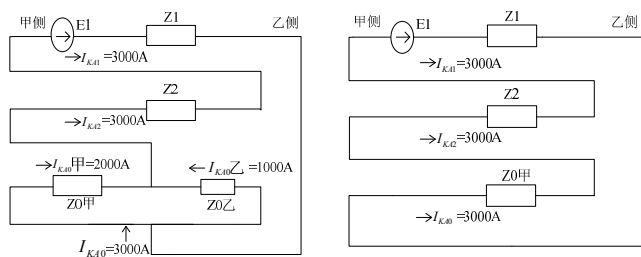 甲侧 E1 Z1 乙侧
→I_KA1=3000A
Z2
→I_KA2=3000A
→I_KA0甲=2000A ←I_KA0乙=1000A
Z0甲 Z0乙
I_KA0=3000A
甲侧 E1 Z1 乙侧
→I_KA1=3000A
Z2
→I_KA2=3000A
Z0甲
→I_KA0=3000A